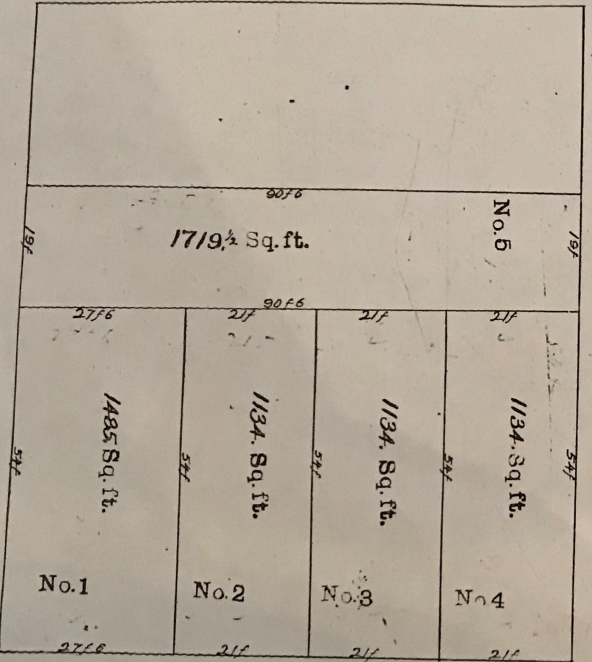 90f6
19f
1719,½ Sq.ft.
No.5
19f
90f6
27f6
21f
21f
21f
54f
1485 Sq.ft.
54f
1134. Sq.ft.
54f
1134. Sq.ft.
54f
1134. Sq.ft.
54f
No.1
No.2
No.3
No 4
27f6
21f
21f
21f